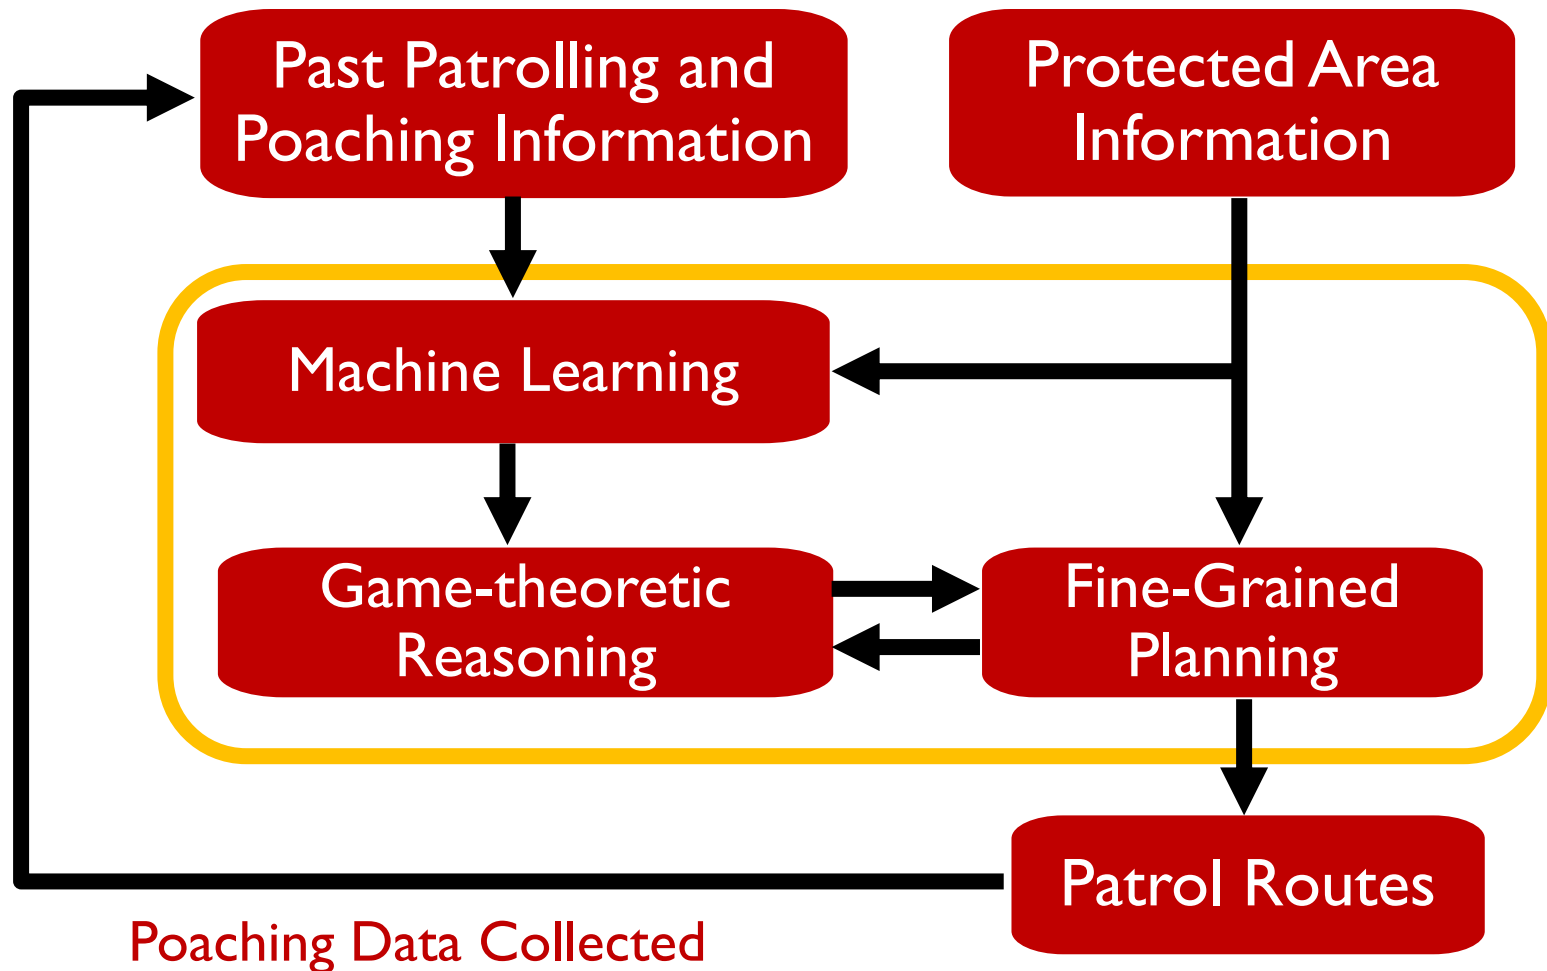 Past Patrolling and
Poaching Information
Protected Area
Information
Machine Learning
Game-theoretic
Reasoning
Fine-Grained
Planning
Patrol Routes
Poaching Data Collected